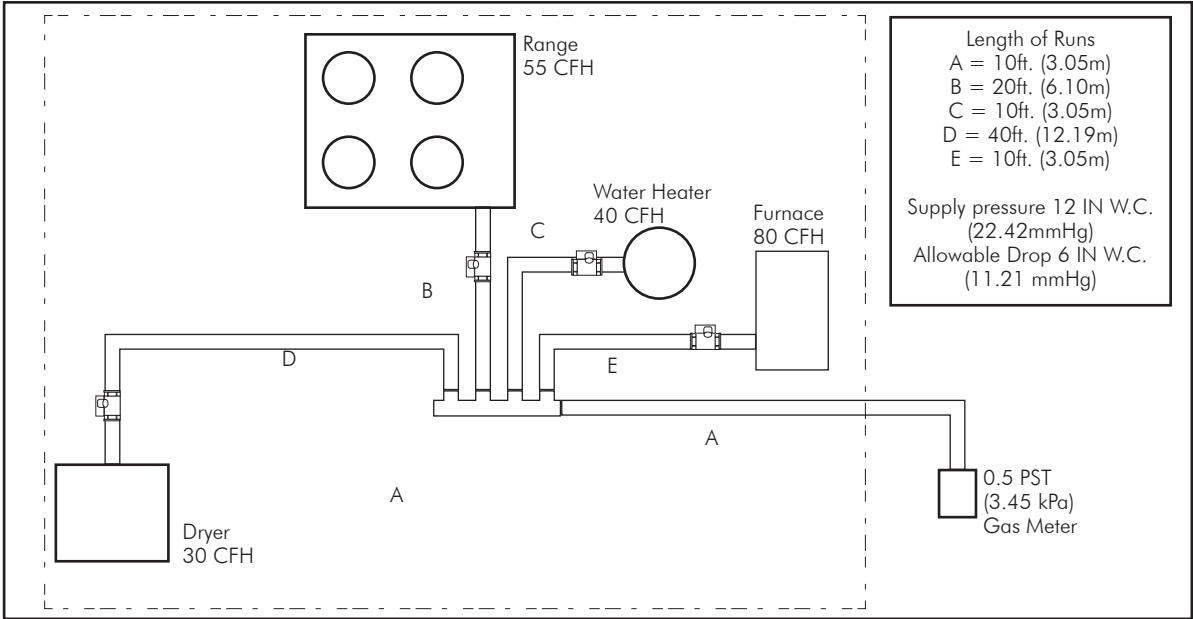 Range
55 CFH
Length of Runs
A = 10ft. (3.05m)
B = 20ft. (6.10m)
C = 10ft. (3.05m)
D = 40ft. (12.19m)
E = 10ft. (3.05m)
Supply pressure 12 IN W.C.
(22.42mmHg)
Allowable Drop 6 IN W.C.
(11.21 mmHg)
Water Heater
40 CFH
Furnace
80 CFH
C
B
D
E
A
A
0.5 PST
(3.45 kPa)
Gas Meter
Dryer
30 CFH